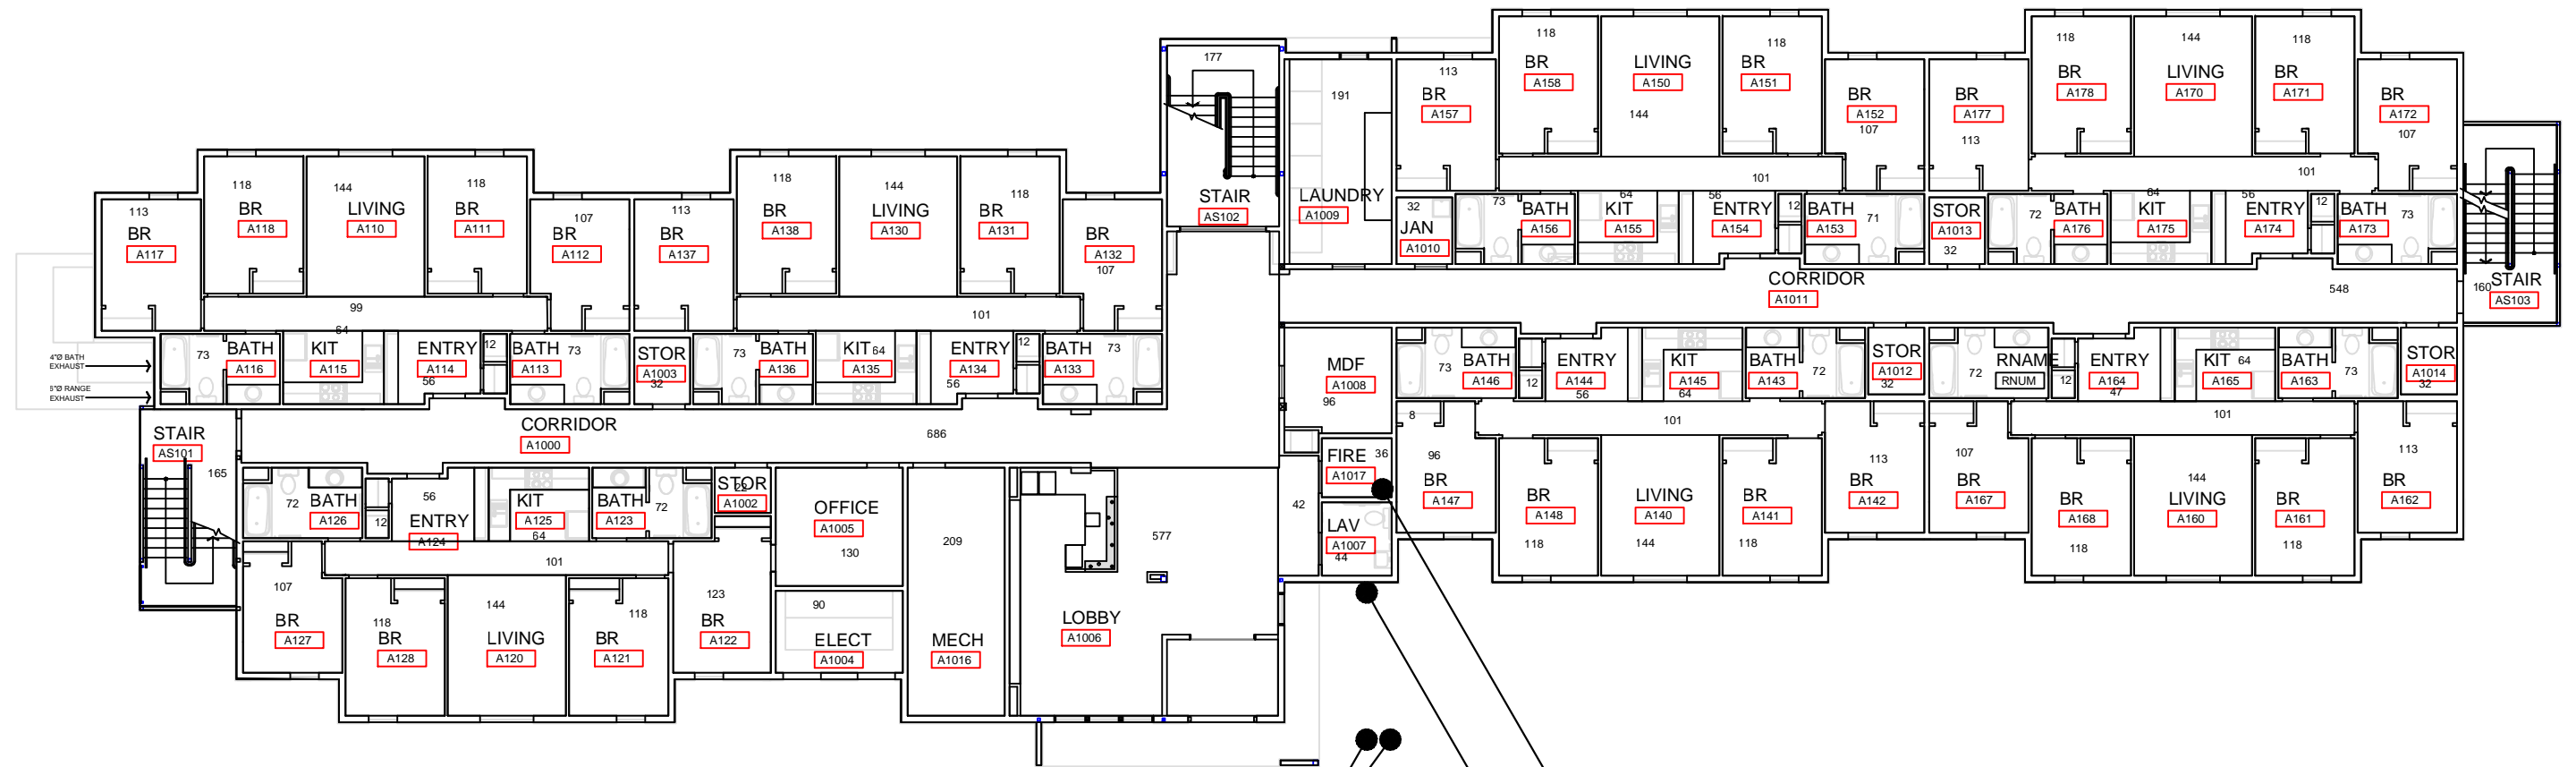 177
118
BR
A158
LIVING
A150
144
118
BR
A151
118
BR
A178
144
LIVING
A170
118
BR
A171
113
BR
A157
BR
A152
107
BR
A177
113
BR
A172
107
191
LAUNDRY
A1009
STAIR
AS102
101
101
32
JAN
A1010
73
BATH
A156
64
KIT
A155
56
ENTRY
A154
12
BATH
A153
71
STOR
A1013
32
72
BATH
A176
64
KIT
A175
56
ENTRY
A174
12
BATH
A173
73
CORRIDOR
A1011
548
160
STAIR
AS103
113
BR
A117
118
BR
A118
144
LIVING
A110
118
BR
A111
107
BR
A112
113
BR
A137
118
BR
A138
144
LIVING
A130
118
BR
A131
BR
A132
107
99
101
4"Ø BATH
EXHAUST
5"Ø RANGE
EXHAUST
73
BATH
A116
64
KIT
A115
ENTRY
A114
56
12
BATH
A113
73
STOR
A1003
32
73
BATH
A136
KIT
64
A135
ENTRY
A134
56
12
BATH
A133
73
MDF
A1008
96
73
BATH
A146
12
ENTRY
A144
56
KIT
A145
64
BATH
A143
72
STOR
A1012
32
72
RNAME
RNUM
12
ENTRY
A164
47
KIT
64
A165
BATH
A163
73
STOR
A1014
32
STAIR
AS101
165
CORRIDOR
A1000
686
8
101
101
72
BATH
A126
12
56
ENTRY
A124
KIT
A125
64
BATH
A123
72
STOR
A1002
OFFICE
A1005
130
209
577
42
FIRE
36
A1017
LAV
A1007
44
96
BR
A147
BR
A148
118
LIVING
A140
144
BR
A141
118
113
BR
A142
107
BR
A167
BR
A168
118
144
LIVING
A160
BR
A161
118
113
BR
A162
101
107
BR
A127
118
BR
A128
144
LIVING
A120
118
BR
A121
123
BR
A122
90
ELECT
A1004
MECH
A1016
LOBBY
A1006